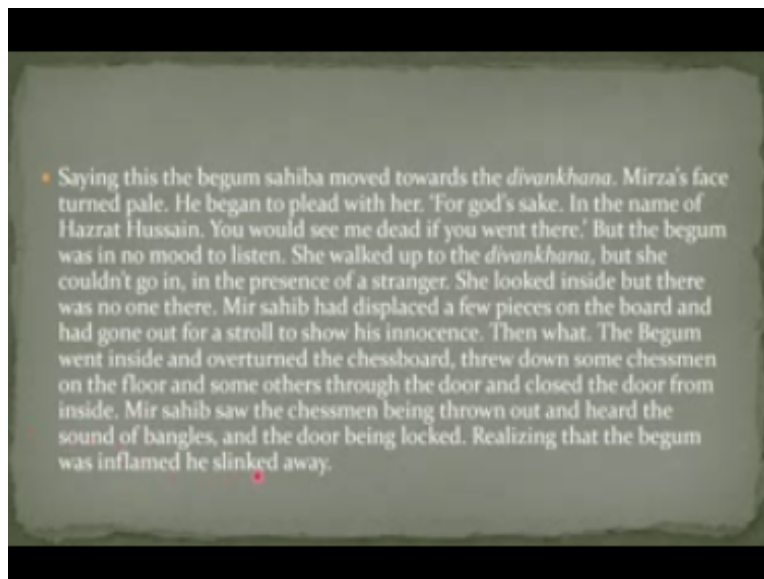 • Saying this the begum sahiba moved towards the divankhana. Mirza's face
turned pale. He began to plead with her. 'For god's sake. In the name of
Hazrat Hussain. You would see me dead if you went there.' But the begum
was in no mood to listen. She walked up to the divankhana, but she
couldn't go in, in the presence of a stranger. She looked inside but there
was no one there. Mir sahib had displaced a few pieces on the board and
had gone out for a stroll to show his innocence. Then what. The Begum
went inside and overturned the chessboard, threw down some chessmen
on the floor and some others through the door and closed the door from
inside. Mir sahib saw the chessmen being thrown out and heard the
sound of bangles, and the door being locked. Realizing that the begum
was inflamed he slinked away.